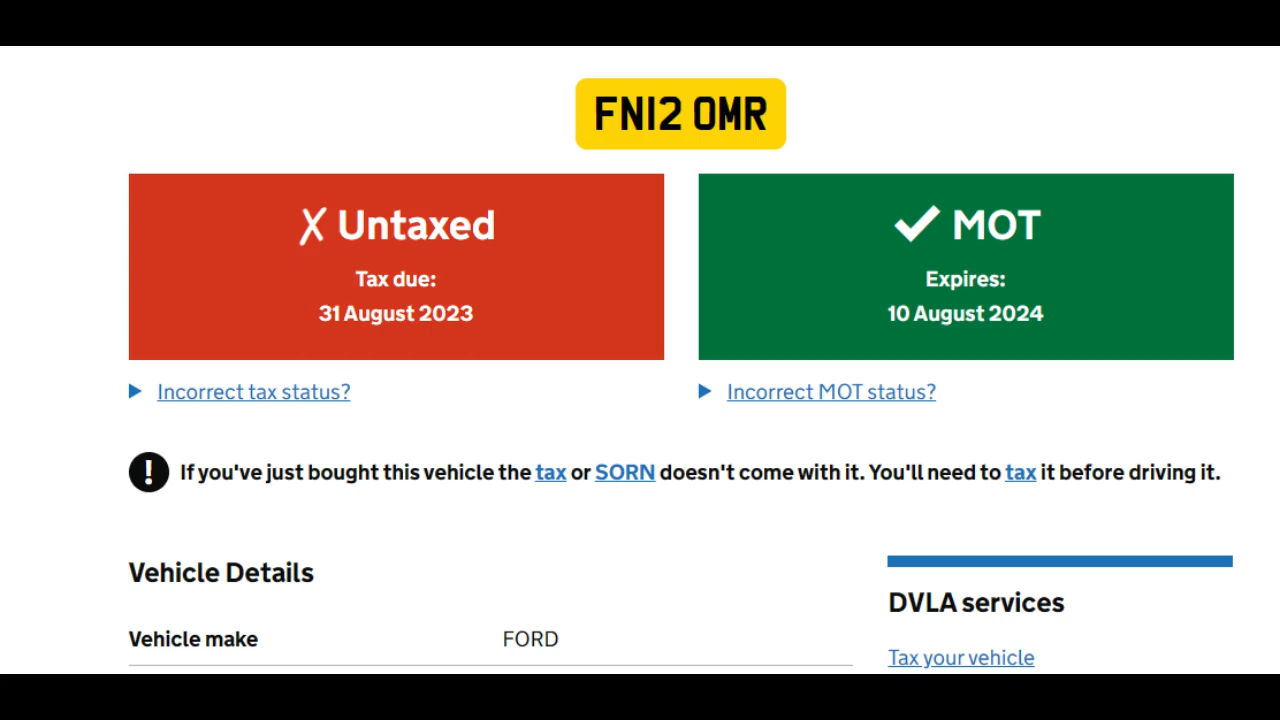 FN12 OMR
✗ Untaxed
Tax due:
31 August 2023
✓ MOT
Expires:
10 August 2024
Incorrect tax status?
Incorrect MOT status?
! If you've just bought this vehicle the tax or SORN doesn't come with it. You'll need to tax it before driving it.
Vehicle Details
Vehicle make FORD
DVLA services
Tax your vehicle